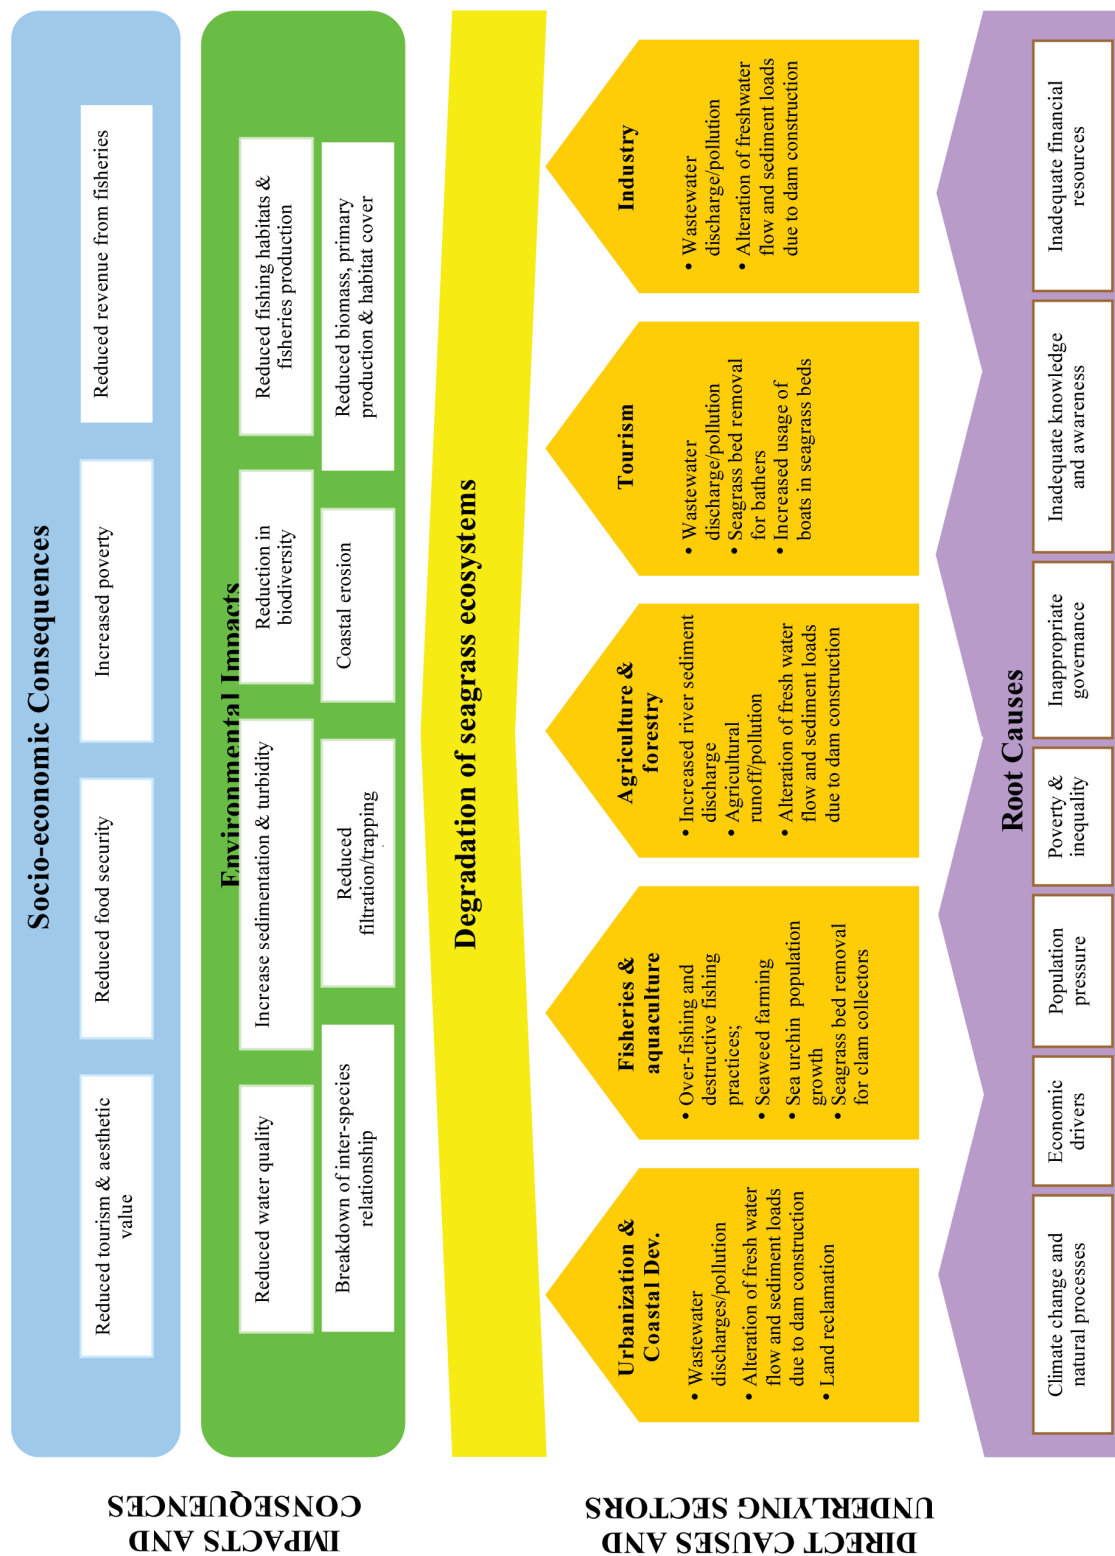 IMPACTS AND
CONSEQUENCES
Socio-economic Consequences
Reduced tourism & aesthetic
value
Reduced food security
Increased poverty
Reduced revenue from fisheries
Environmental Impacts
Reduced water quality
Increase sedimentation & turbidity
Reduction in
biodiversity
Reduced fishing habitats &
fisheries production
Breakdown of inter-species
relationship
Reduced
filtration/trapping
Coastal erosion
Reduced biomass, primary
production & habitat cover
Degradation of seagrass ecosystems
DIRECT CAUSES AND
UNDERLYING SECTORS
Urbanization &
Coastal Dev.
• Wastewater
discharges/pollution
• Alteration of fresh water
flow and sediment loads
due to dam construction
• Land reclamation
Fisheries &
aquaculture
• Over-fishing and
destructive fishing
practices;
• Seaweed farming
• Sea urchin population
growth
• Seagrass bed removal
for clam collectors
Agriculture &
forestry
• Increased river sediment
discharge
• Agricultural
runoff/pollution
• Alteration of fresh water
flow and sediment loads
due to dam construction
Tourism
• Wastewater
discharge/pollution
• Seagrass bed removal
for bathers
• Increased usage of
boats in seagrass beds
Industry
• Wastewater
discharge/pollution
• Alteration of freshwater
flow and sediment loads
due to dam construction
Root Causes
Climate change and
natural processes
Economic
drivers
Population
pressure
Poverty &
inequality
Inappropriate
governance
Inadequate knowledge
and awareness
Inadequate financial
resources